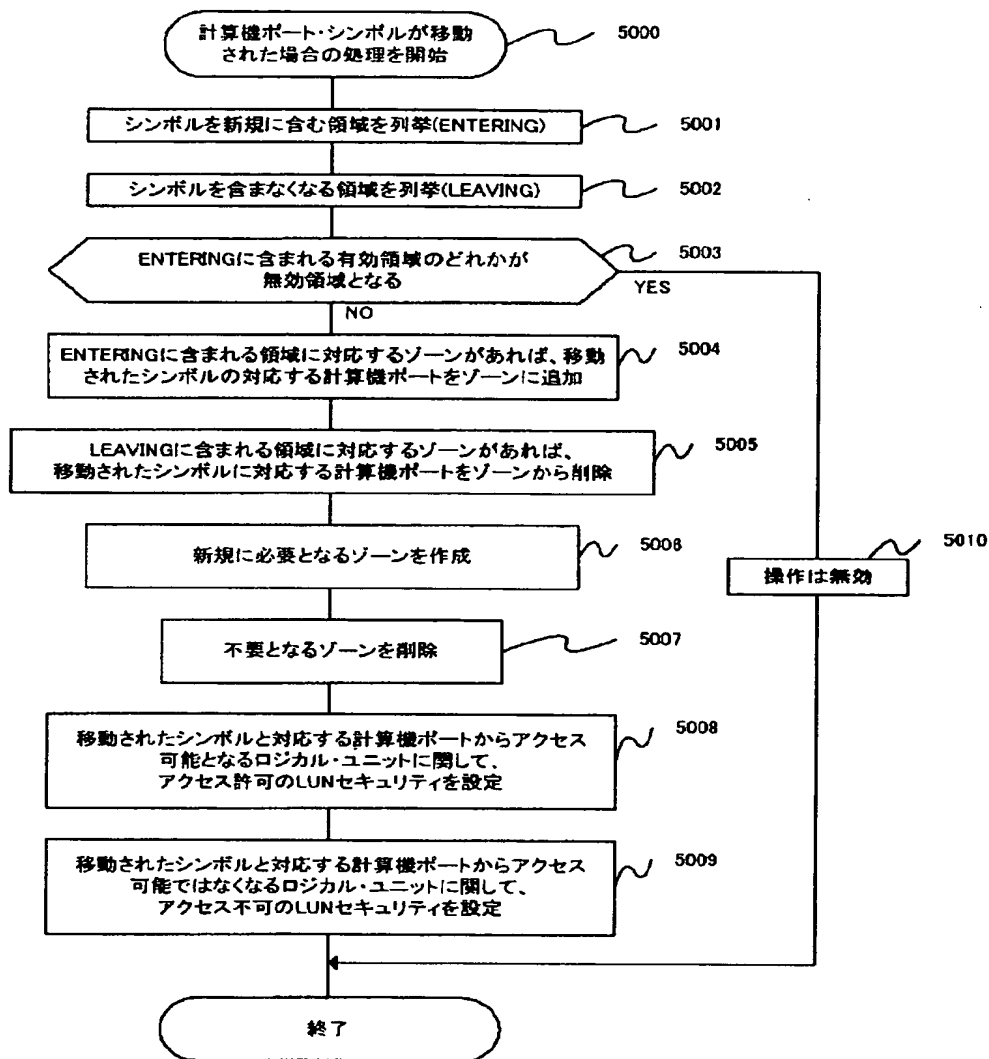 計算機ポート・シンボルが移動
された場合の処理を開始
5000
シンボルを新規に含む領域を列挙(ENTERING)
5001
シンボルを含まなくなる領域を列挙(LEAVING)
5002
ENTERINGに含まれる有効領域のどれかが
無効領域となる
5003
YES
NO
ENTERINGに含まれる領域に対応するゾーンがあれば、移動
されたシンボルの対応する計算機ポートをゾーンに追加
5004
LEAVINGに含まれる領域に対応するゾーンがあれば、
移動されたシンボルに対応する計算機ポートをゾーンから削除
5005
新規に必要となるゾーンを作成
5006
操作は無効
5010
不要となるゾーンを削除
5007
移動されたシンボルと対応する計算機ポートからアクセス
可能となるロジカル・ユニットに関して、
アクセス許可のLUNセキュリティを設定
5008
移動されたシンボルと対応する計算機ポートからアクセス
可能ではなくなるロジカル・ユニットに関して、
アクセス不可のLUNセキュリティを設定
5009
終了